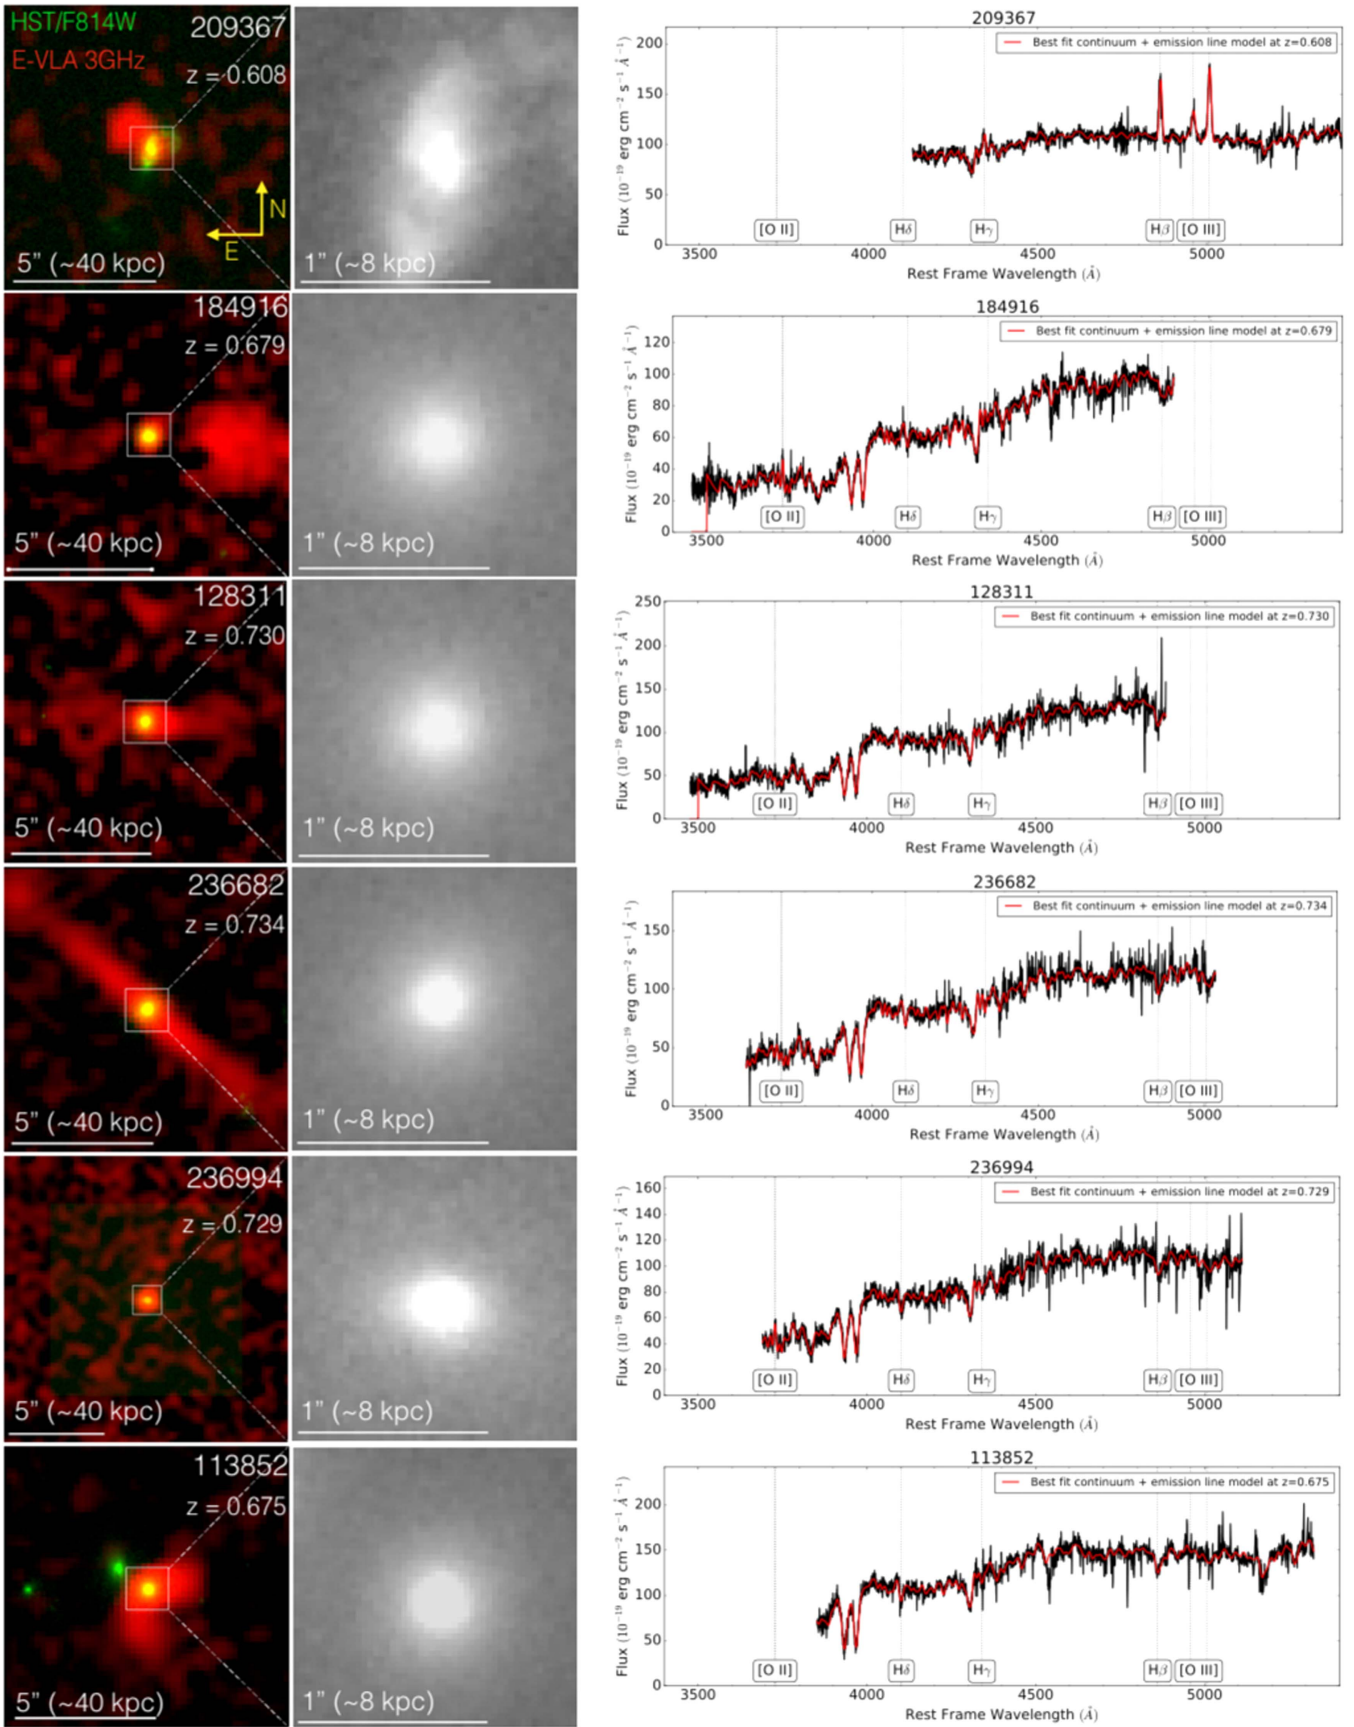 HST/F814W
E-VLA 3GHz
209367
z = 0.608
N
E
5” (~40 kpc)
1” (~8 kpc)
209367
Best fit continuum + emission line model at z=0.608
Flux (10⁻¹⁹ erg cm⁻² s⁻¹ Å⁻¹)
200
150
100
50
0
[O II]
Hδ
Hγ
Hβ
[O III]
3500 4000 4500 5000
Rest Frame Wavelength (Å)
184916
z = 0.679
5” (~40 kpc)
1” (~8 kpc)
184916
Best fit continuum + emission line model at z=0.679
Flux (10⁻¹⁹ erg cm⁻² s⁻¹ Å⁻¹)
120
100
80
60
40
20
0
[O II]
Hδ
Hγ
Hβ
[O III]
3500 4000 4500 5000
Rest Frame Wavelength (Å)
128311
z = 0.730
5” (~40 kpc)
1” (~8 kpc)
128311
Best fit continuum + emission line model at z=0.730
Flux (10⁻¹⁹ erg cm⁻² s⁻¹ Å⁻¹)
250
200
150
100
50
0
[O II]
Hδ
Hγ
Hβ
[O III]
3500 4000 4500 5000
Rest Frame Wavelength (Å)
236682
z = 0.734
5” (~40 kpc)
1” (~8 kpc)
236682
Best fit continuum + emission line model at z=0.734
Flux (10⁻¹⁹ erg cm⁻² s⁻¹ Å⁻¹)
150
100
50
0
[O II]
Hδ
Hγ
Hβ
[O III]
3500 4000 4500 5000
Rest Frame Wavelength (Å)
236994
z = 0.729
5” (~40 kpc)
1” (~8 kpc)
236994
Best fit continuum + emission line model at z=0.729
Flux (10⁻¹⁹ erg cm⁻² s⁻¹ Å⁻¹)
160
140
120
100
80
60
40
20
0
[O II]
Hδ
Hγ
Hβ
[O III]
3500 4000 4500 5000
Rest Frame Wavelength (Å)
113852
z = 0.675
5” (~40 kpc)
1” (~8 kpc)
113852
Best fit continuum + emission line model at z=0.675
Flux (10⁻¹⁹ erg cm⁻² s⁻¹ Å⁻¹)
200
150
100
50
0
[O II]
Hδ
Hγ
Hβ
[O III]
3500 4000 4500 5000
Rest Frame Wavelength (Å)